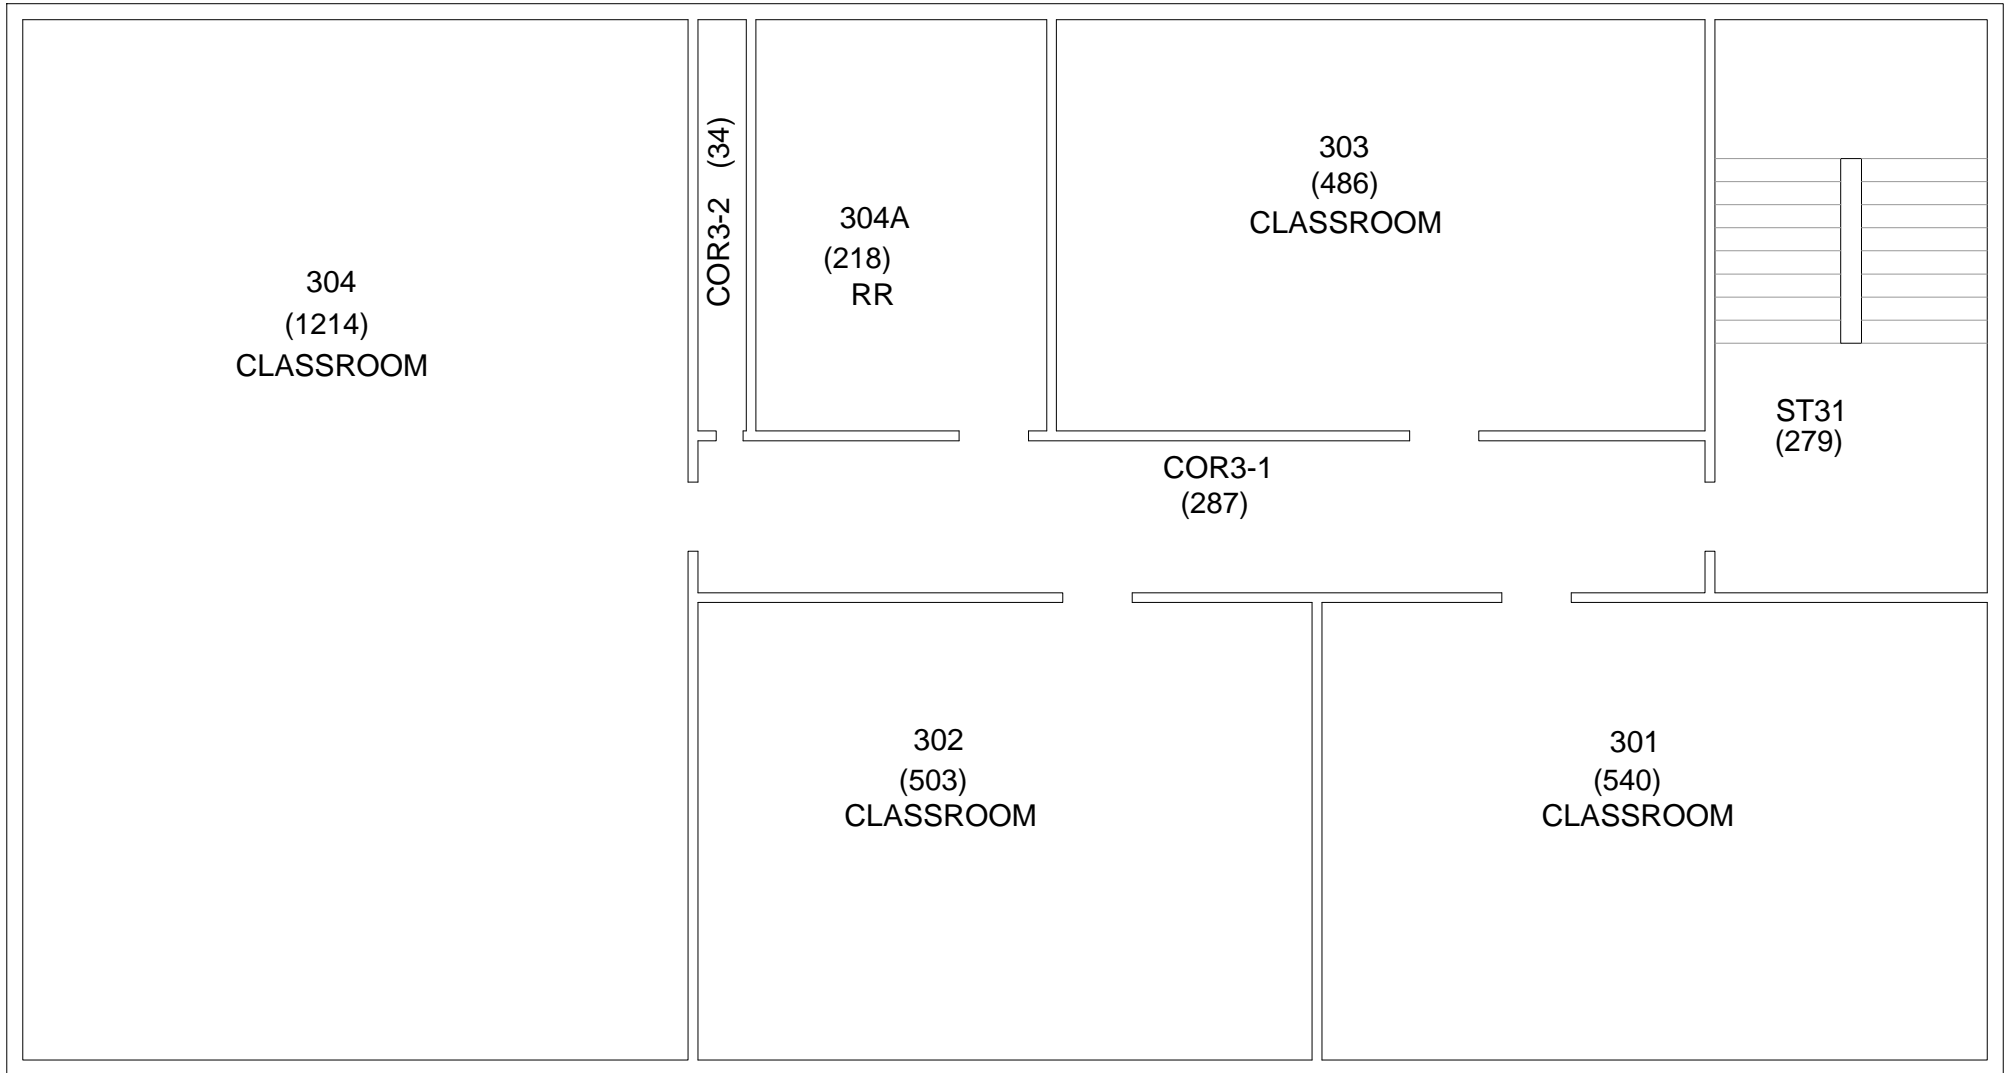 304
(1214)
CLASSROOM
COR3-2 (34)
304A
(218)
RR
303
(486)
CLASSROOM
ST31
(279)
COR3-1
(287)
302
(503)
CLASSROOM
301
(540)
CLASSROOM